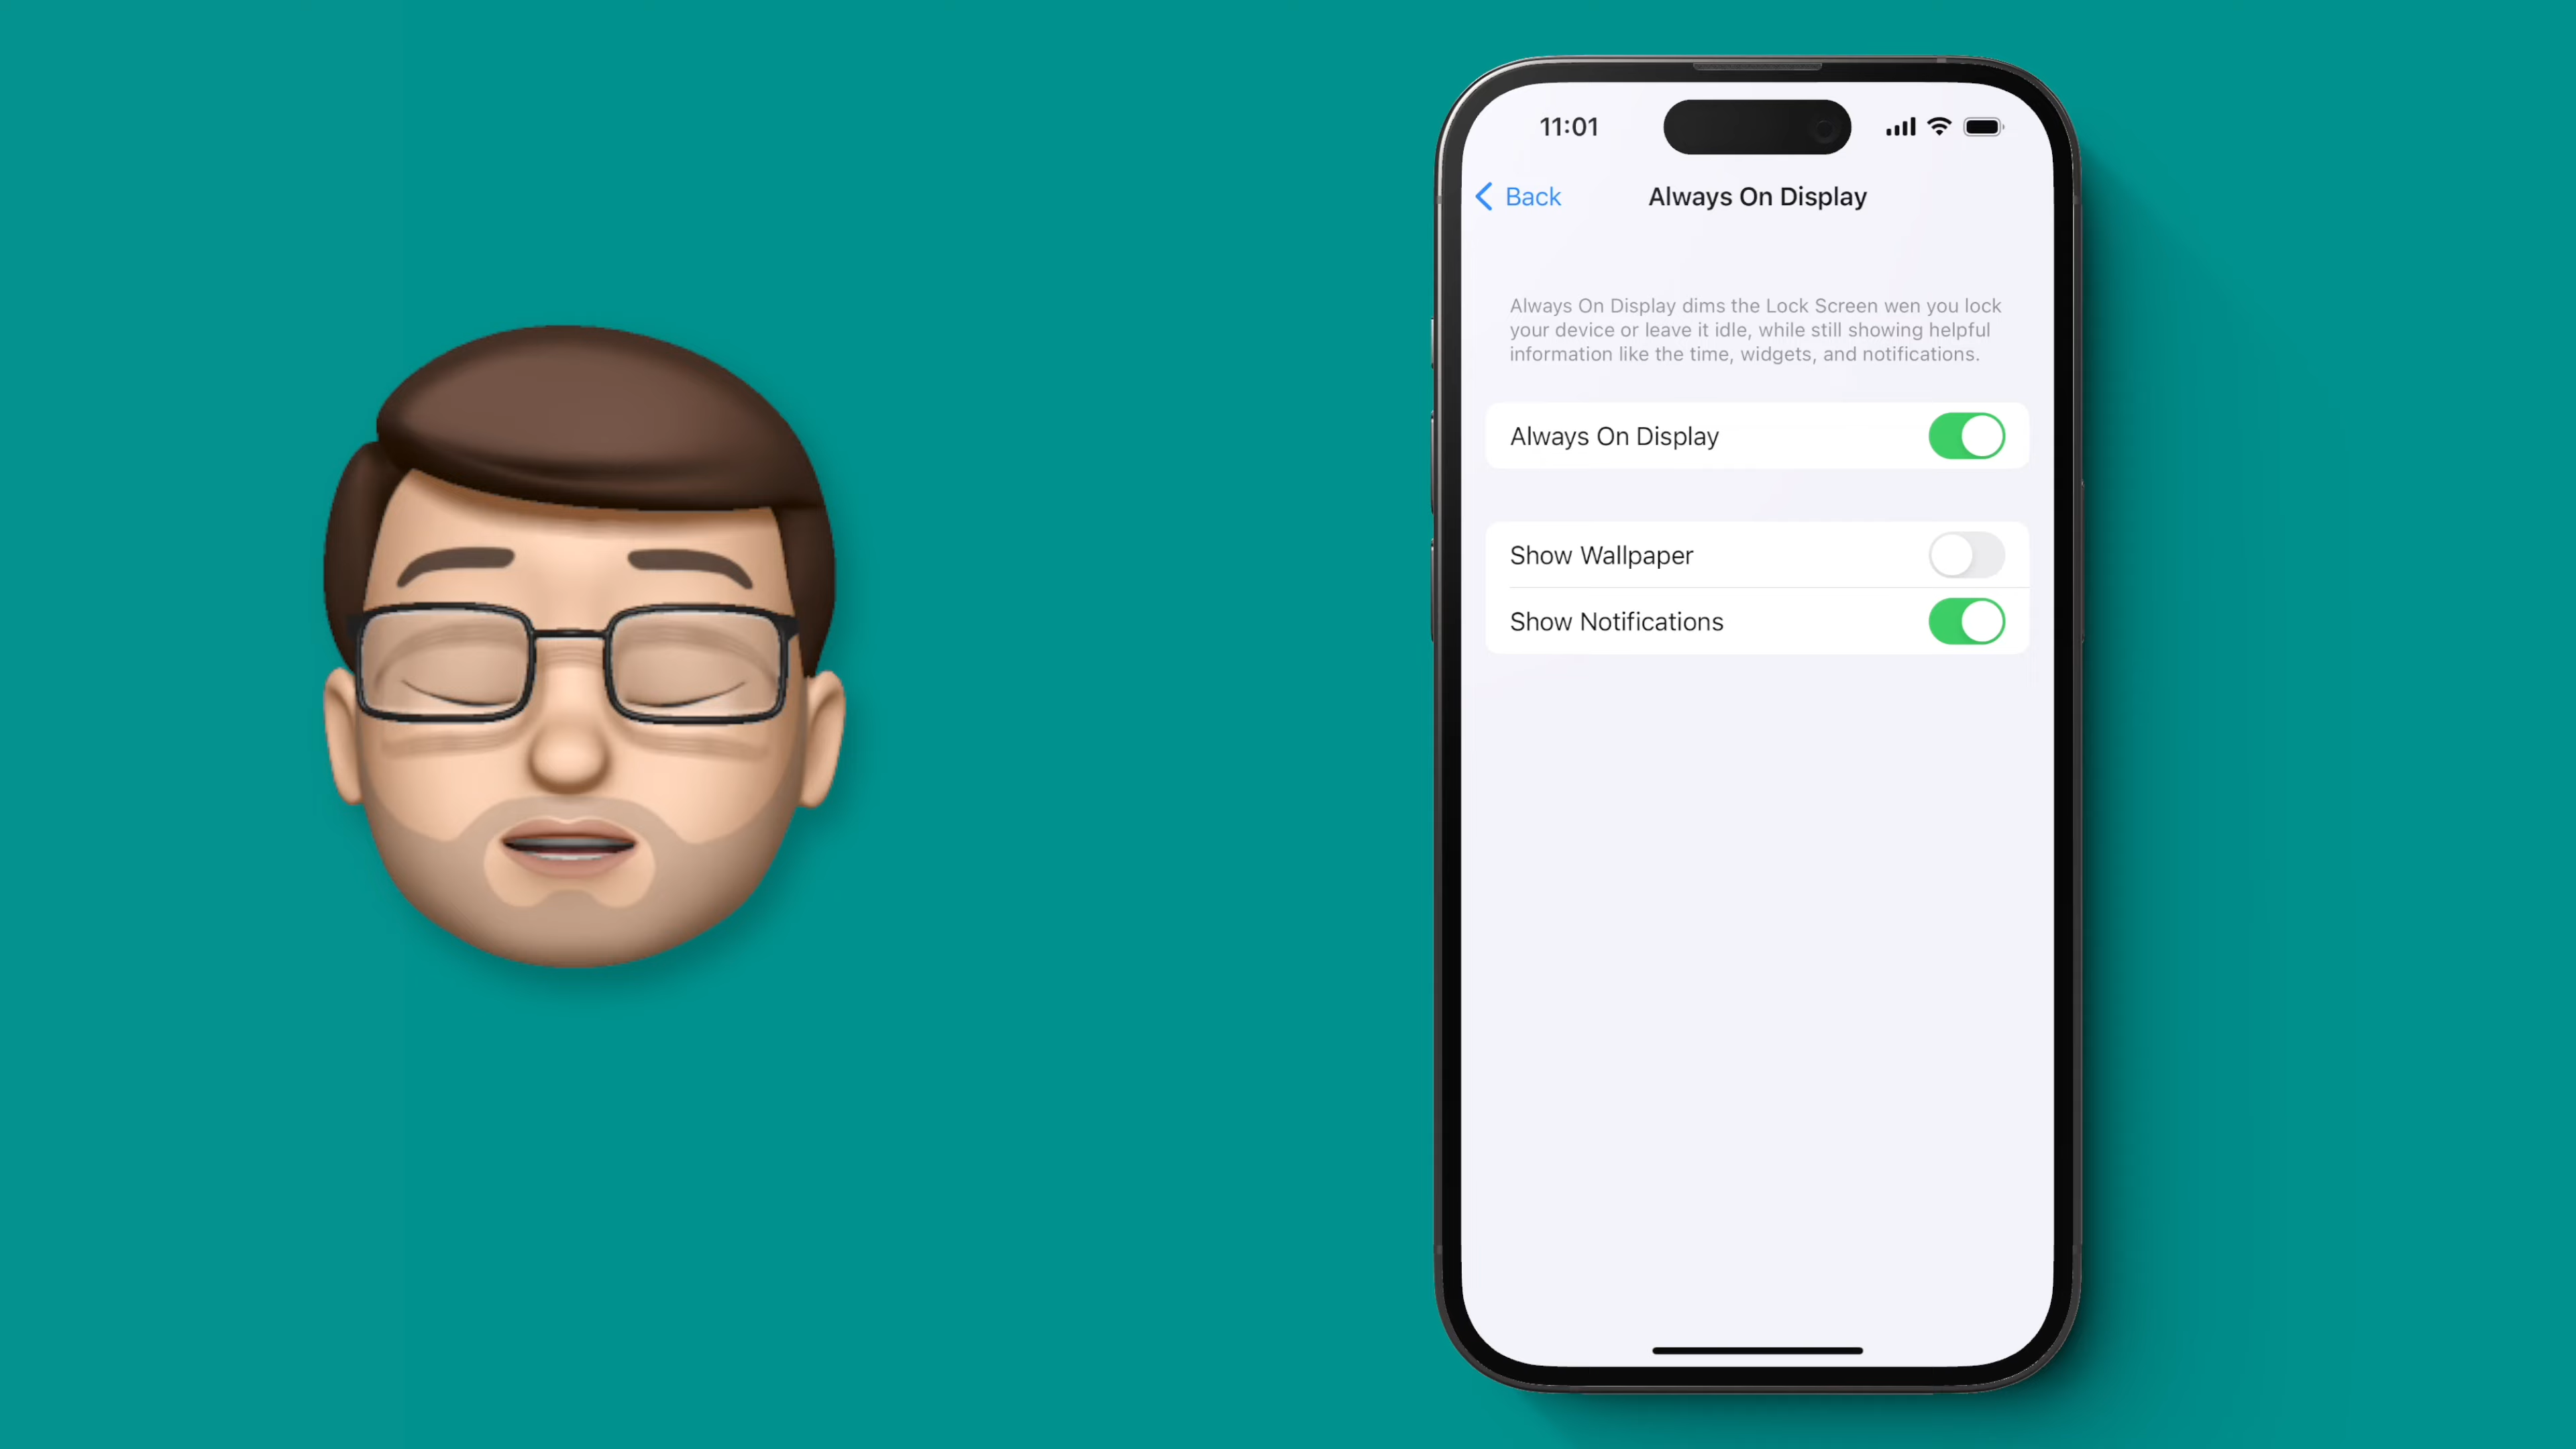 11:01
Back
Always On Display
Always On Display dims the Lock Screen wen you lock
your device or leave it idle, while still showing helpful
information like the time, widgets, and notifications.
Always On Display
Show Wallpaper
Show Notifications